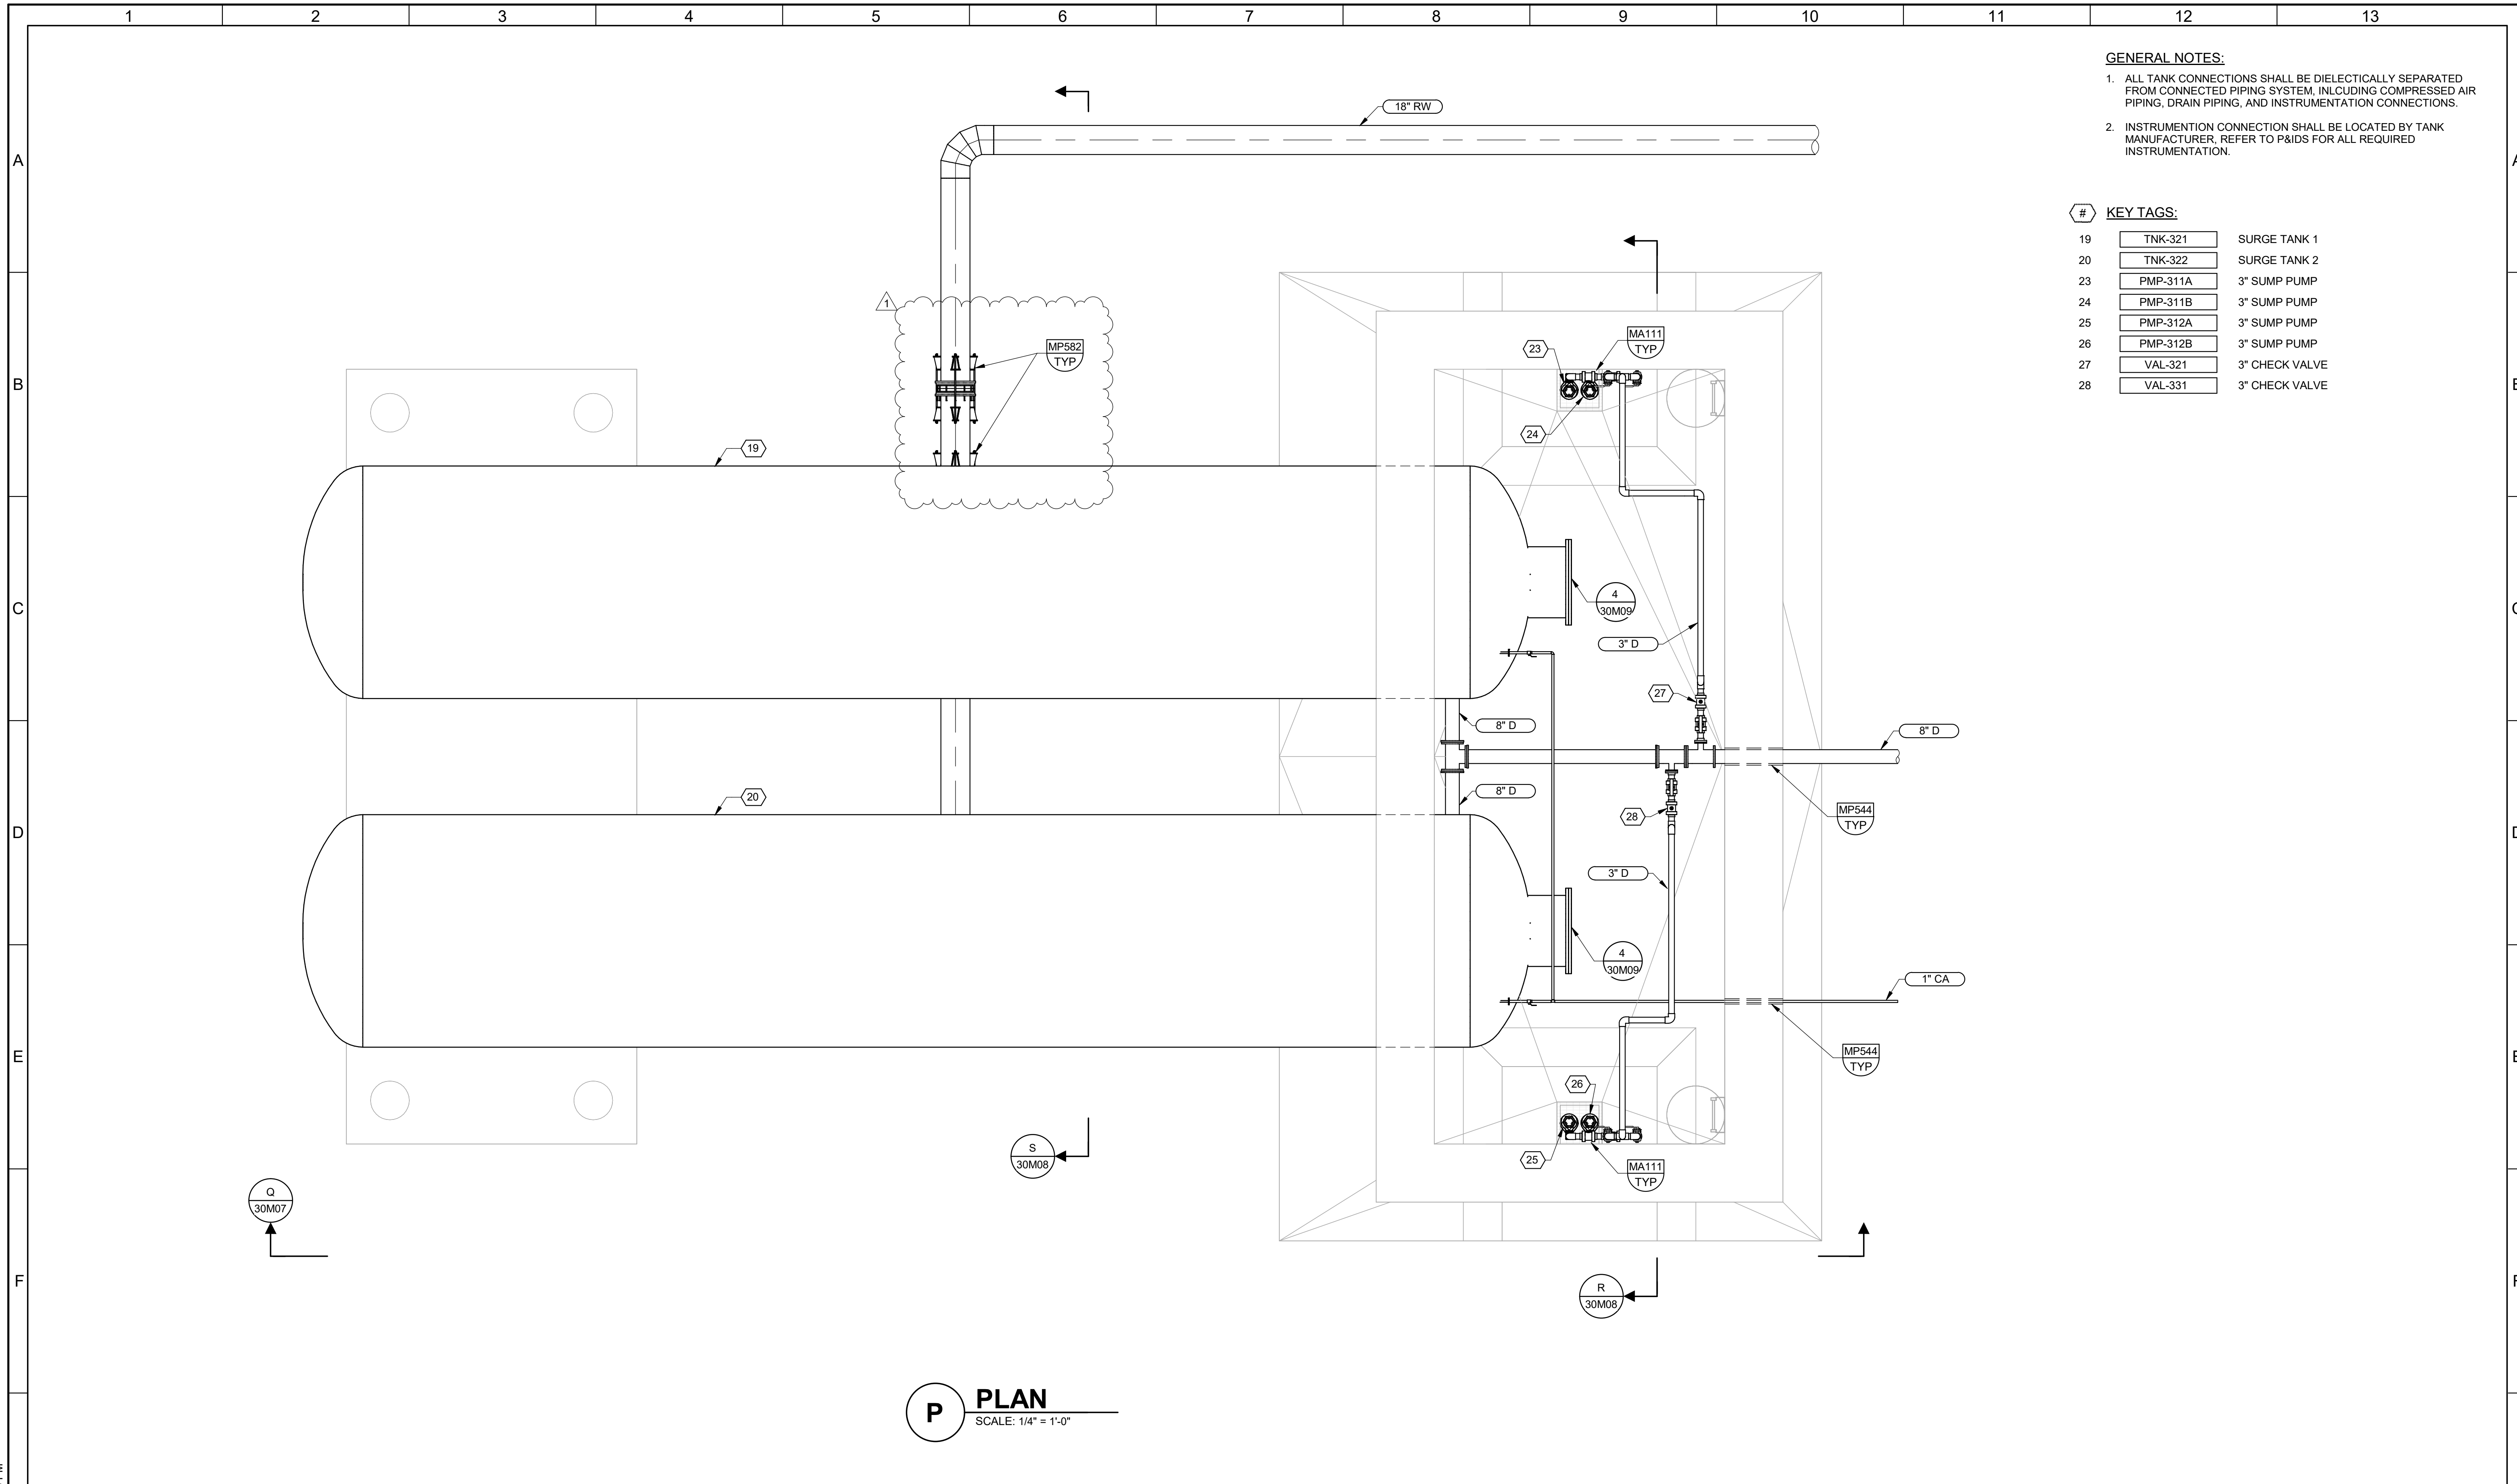 1 2 3 4 5 6 7 8 9 10 11 12 13
GENERAL NOTES:
1. ALL TANK CONNECTIONS SHALL BE DIELECTICALLY SEPARATED
FROM CONNECTED PIPING SYSTEM, INLCUDING COMPRESSED AIR
PIPING, DRAIN PIPING, AND INSTRUMENTATION CONNECTIONS.
2. INSTRUMENTION CONNECTION SHALL BE LOCATED BY TANK
MANUFACTURER, REFER TO P&IDS FOR ALL REQUIRED
INSTRUMENTATION.
# KEY TAGS:
19 TNK-321 SURGE TANK 1
20 TNK-322 SURGE TANK 2
23 PMP-311A 3" SUMP PUMP
24 PMP-311B 3" SUMP PUMP
25 PMP-312A 3" SUMP PUMP
26 PMP-312B 3" SUMP PUMP
27 VAL-321 3" CHECK VALVE
28 VAL-331 3" CHECK VALVE
18" RW
A
1
MP582
TYP
23
MA111
TYP
B
24
19
4
30M09
C
3" D
27
8" D
8" D
8" D
20
MP544
TYP
28
D
3" D
4
30M09
1" CA
MP544
TYP
E
26
S
30M08
25
MA111
TYP
Q
30M07
F
R
30M08
P
PLAN
SCALE: 1/4" = 1'-0"